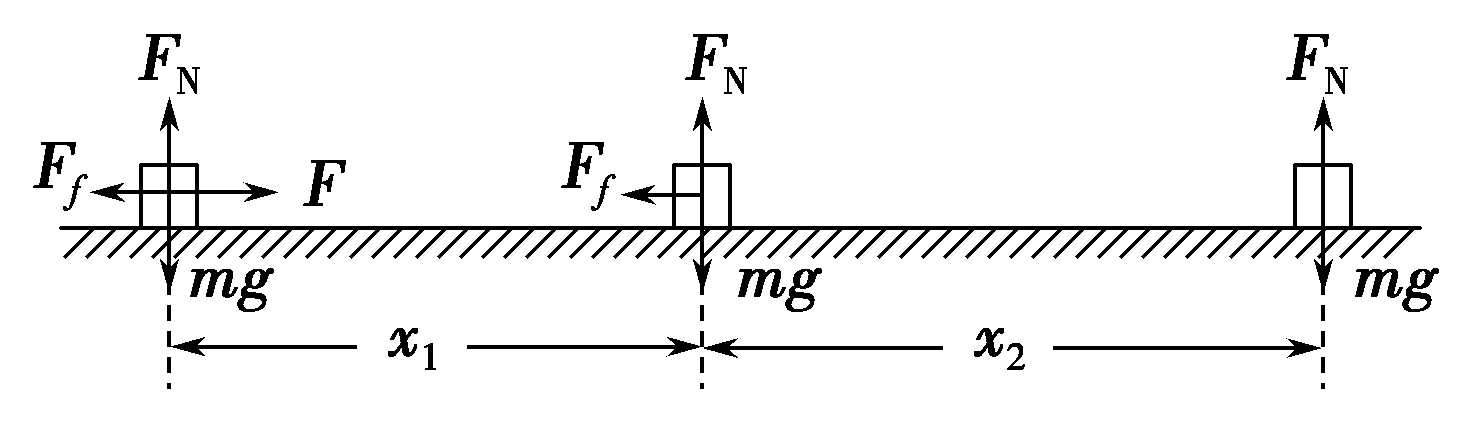 F_N F_N F_N
F_f F F_f
mg mg mg
x_1 x_2